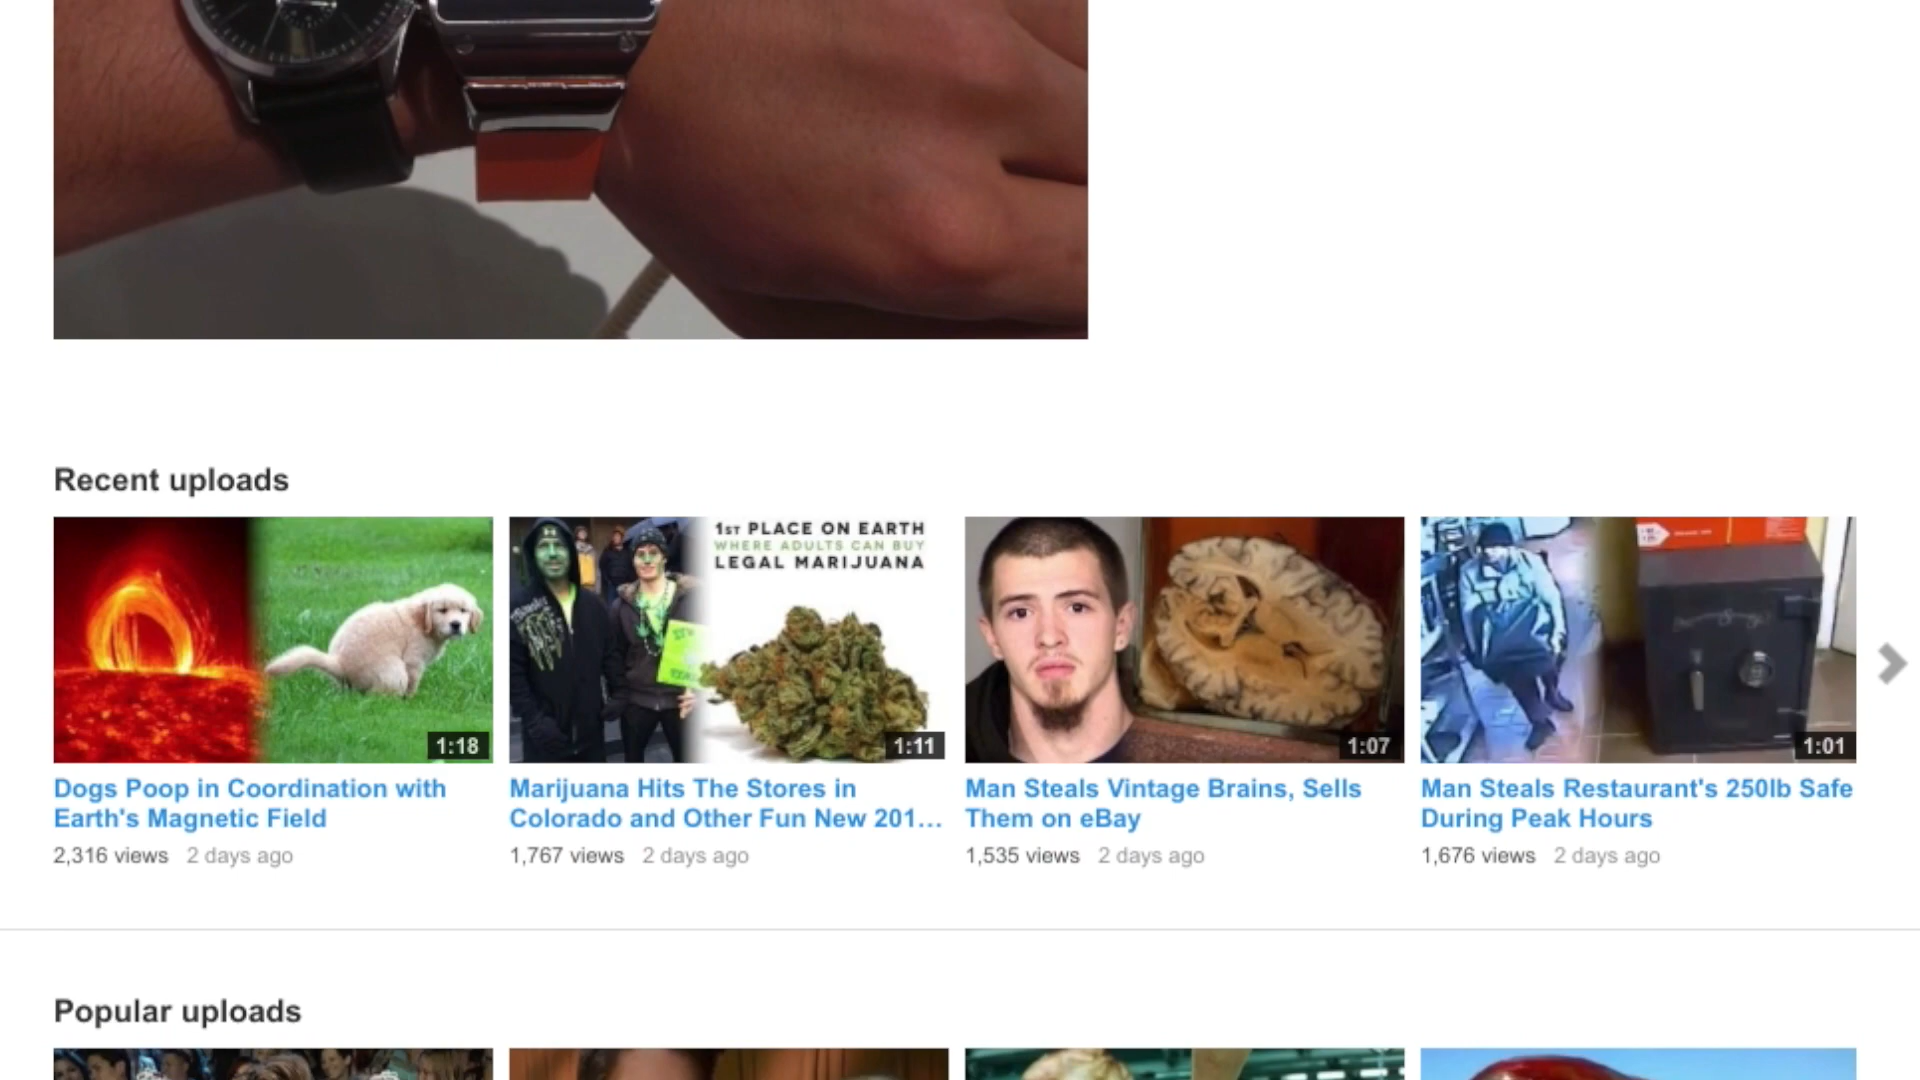 Recent uploads
1ST PLACE ON EARTH
WHERE ADULTS CAN BUY
LEGAL MARIJUANA
1:18
1:11
1:07
1:01
Dogs Poop in Coordination with
Earth's Magnetic Field
2,316 views 2 days ago
Marijuana Hits The Stores in
Colorado and Other Fun New 201...
1,767 views 2 days ago
Man Steals Vintage Brains, Sells
Them on eBay
1,535 views 2 days ago
Man Steals Restaurant's 250lb Safe
During Peak Hours
1,676 views 2 days ago
Popular uploads